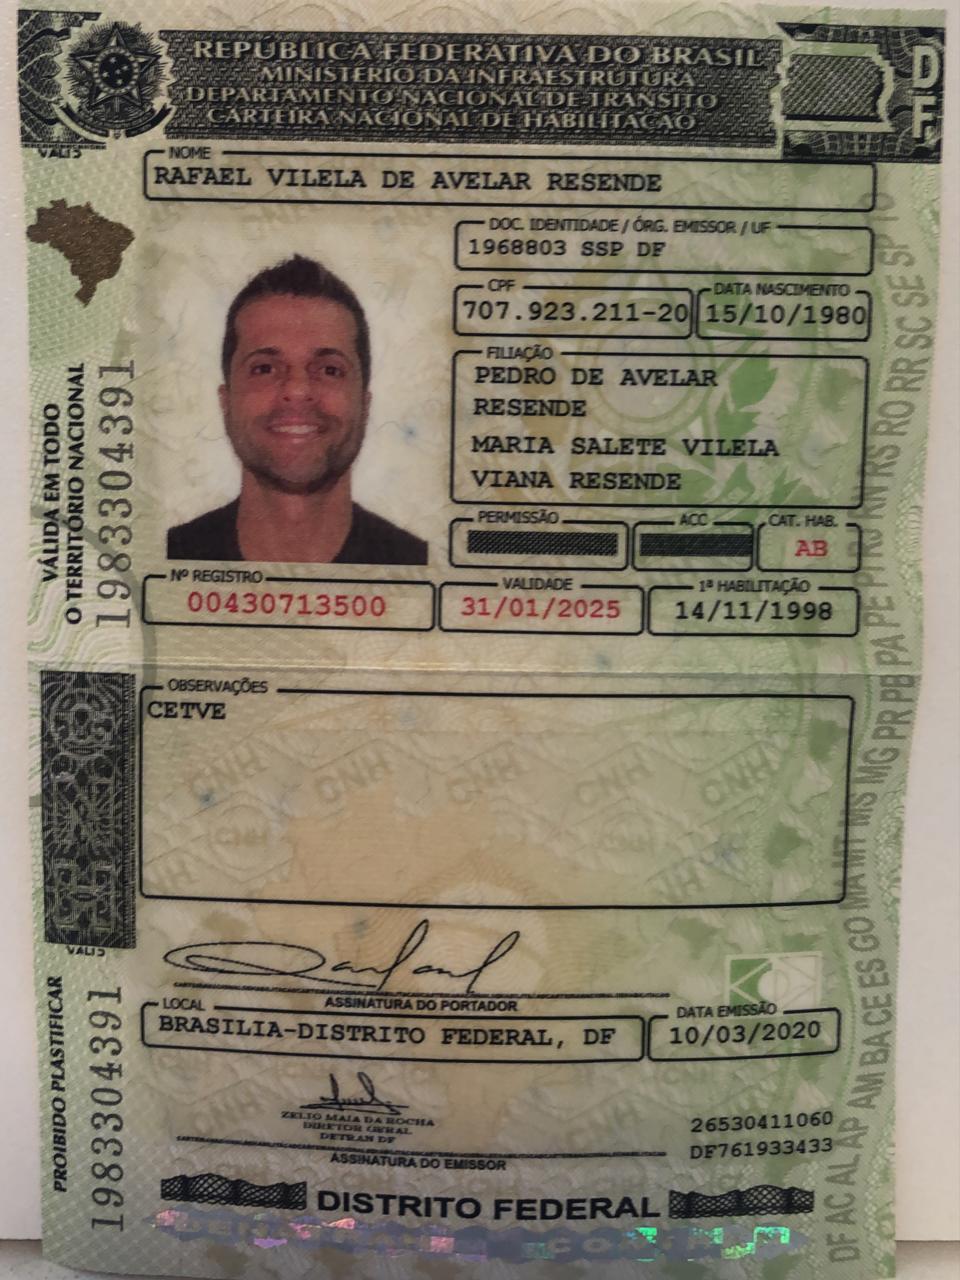 REPÚBLICA FEDERATIVA DO BRASIL
MINISTÉRIO DA INFRAESTRUTURA
DEPARTAMENTO NACIONAL DE TRÂNSITO
CARTEIRA NACIONAL DE HABILITAÇÃO
DF
VALIS
NOME
RAFAEL VILELA DE AVELAR RESENDE
DOC. IDENTIDADE / ÓRG. EMISSOR / UF
1968803 SSP DF
CPF
707.923.211-20
DATA NASCIMENTO
15/10/1980
FILIAÇÃO
PEDRO DE AVELAR
RESENDE
MARIA SALETE VILELA
VIANA RESENDE
PERMISSÃO
ACC
CAT. HAB.
AB
Nº REGISTRO
00430713500
VALIDADE
31/01/2025
1ª HABILITAÇÃO
14/11/1998
VÁLIDA EM TODO
O TERRITÓRIO NACIONAL
1983304391
OBSERVAÇÕES
CETVE
CNH CNH CNH CNH CNH
CNH
VALIS
ASSINATURA DO PORTADOR
LOCAL
BRASILIA-DISTRITO FEDERAL, DF
DATA EMISSÃO
10/03/2020
PROIBIDO PLASTIFICAR
1983304391
ZELIO MAIA DA ROCHA
DIRETOR GERAL
DETRAN DF
ASSINATURA DO EMISSOR
26530411060
DF761933433
DISTRITO FEDERAL
DF AC AL AP AM BA CE ES GO MA MT MS MG PR PB PA PE PI RJ RN RS RO RR SC SE SP TO